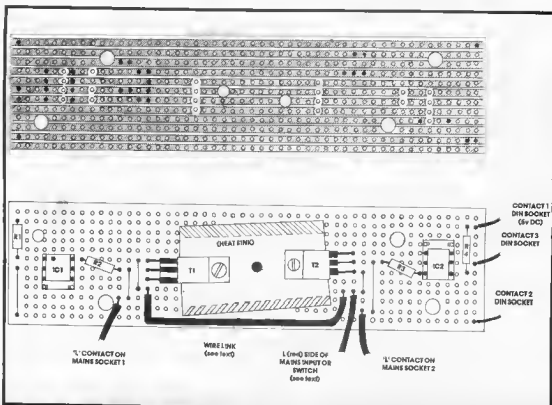 CONTACT 1
DIN SOCKET
(5v DC)
CONTACT 3
DIN SOCKET
CONTACT 2
DIN SOCKET
R1
IC1
R2
T1
(HEAT SINK)
T2
R3
IC2
'L' CONTACT ON
MAINS SOCKET 1
WIRE LINK
(see text)
L (red) SIDE OF
MAINS INPUT OR
SWITCH
(see text)
'L' CONTACT ON
MAINS SOCKET 2